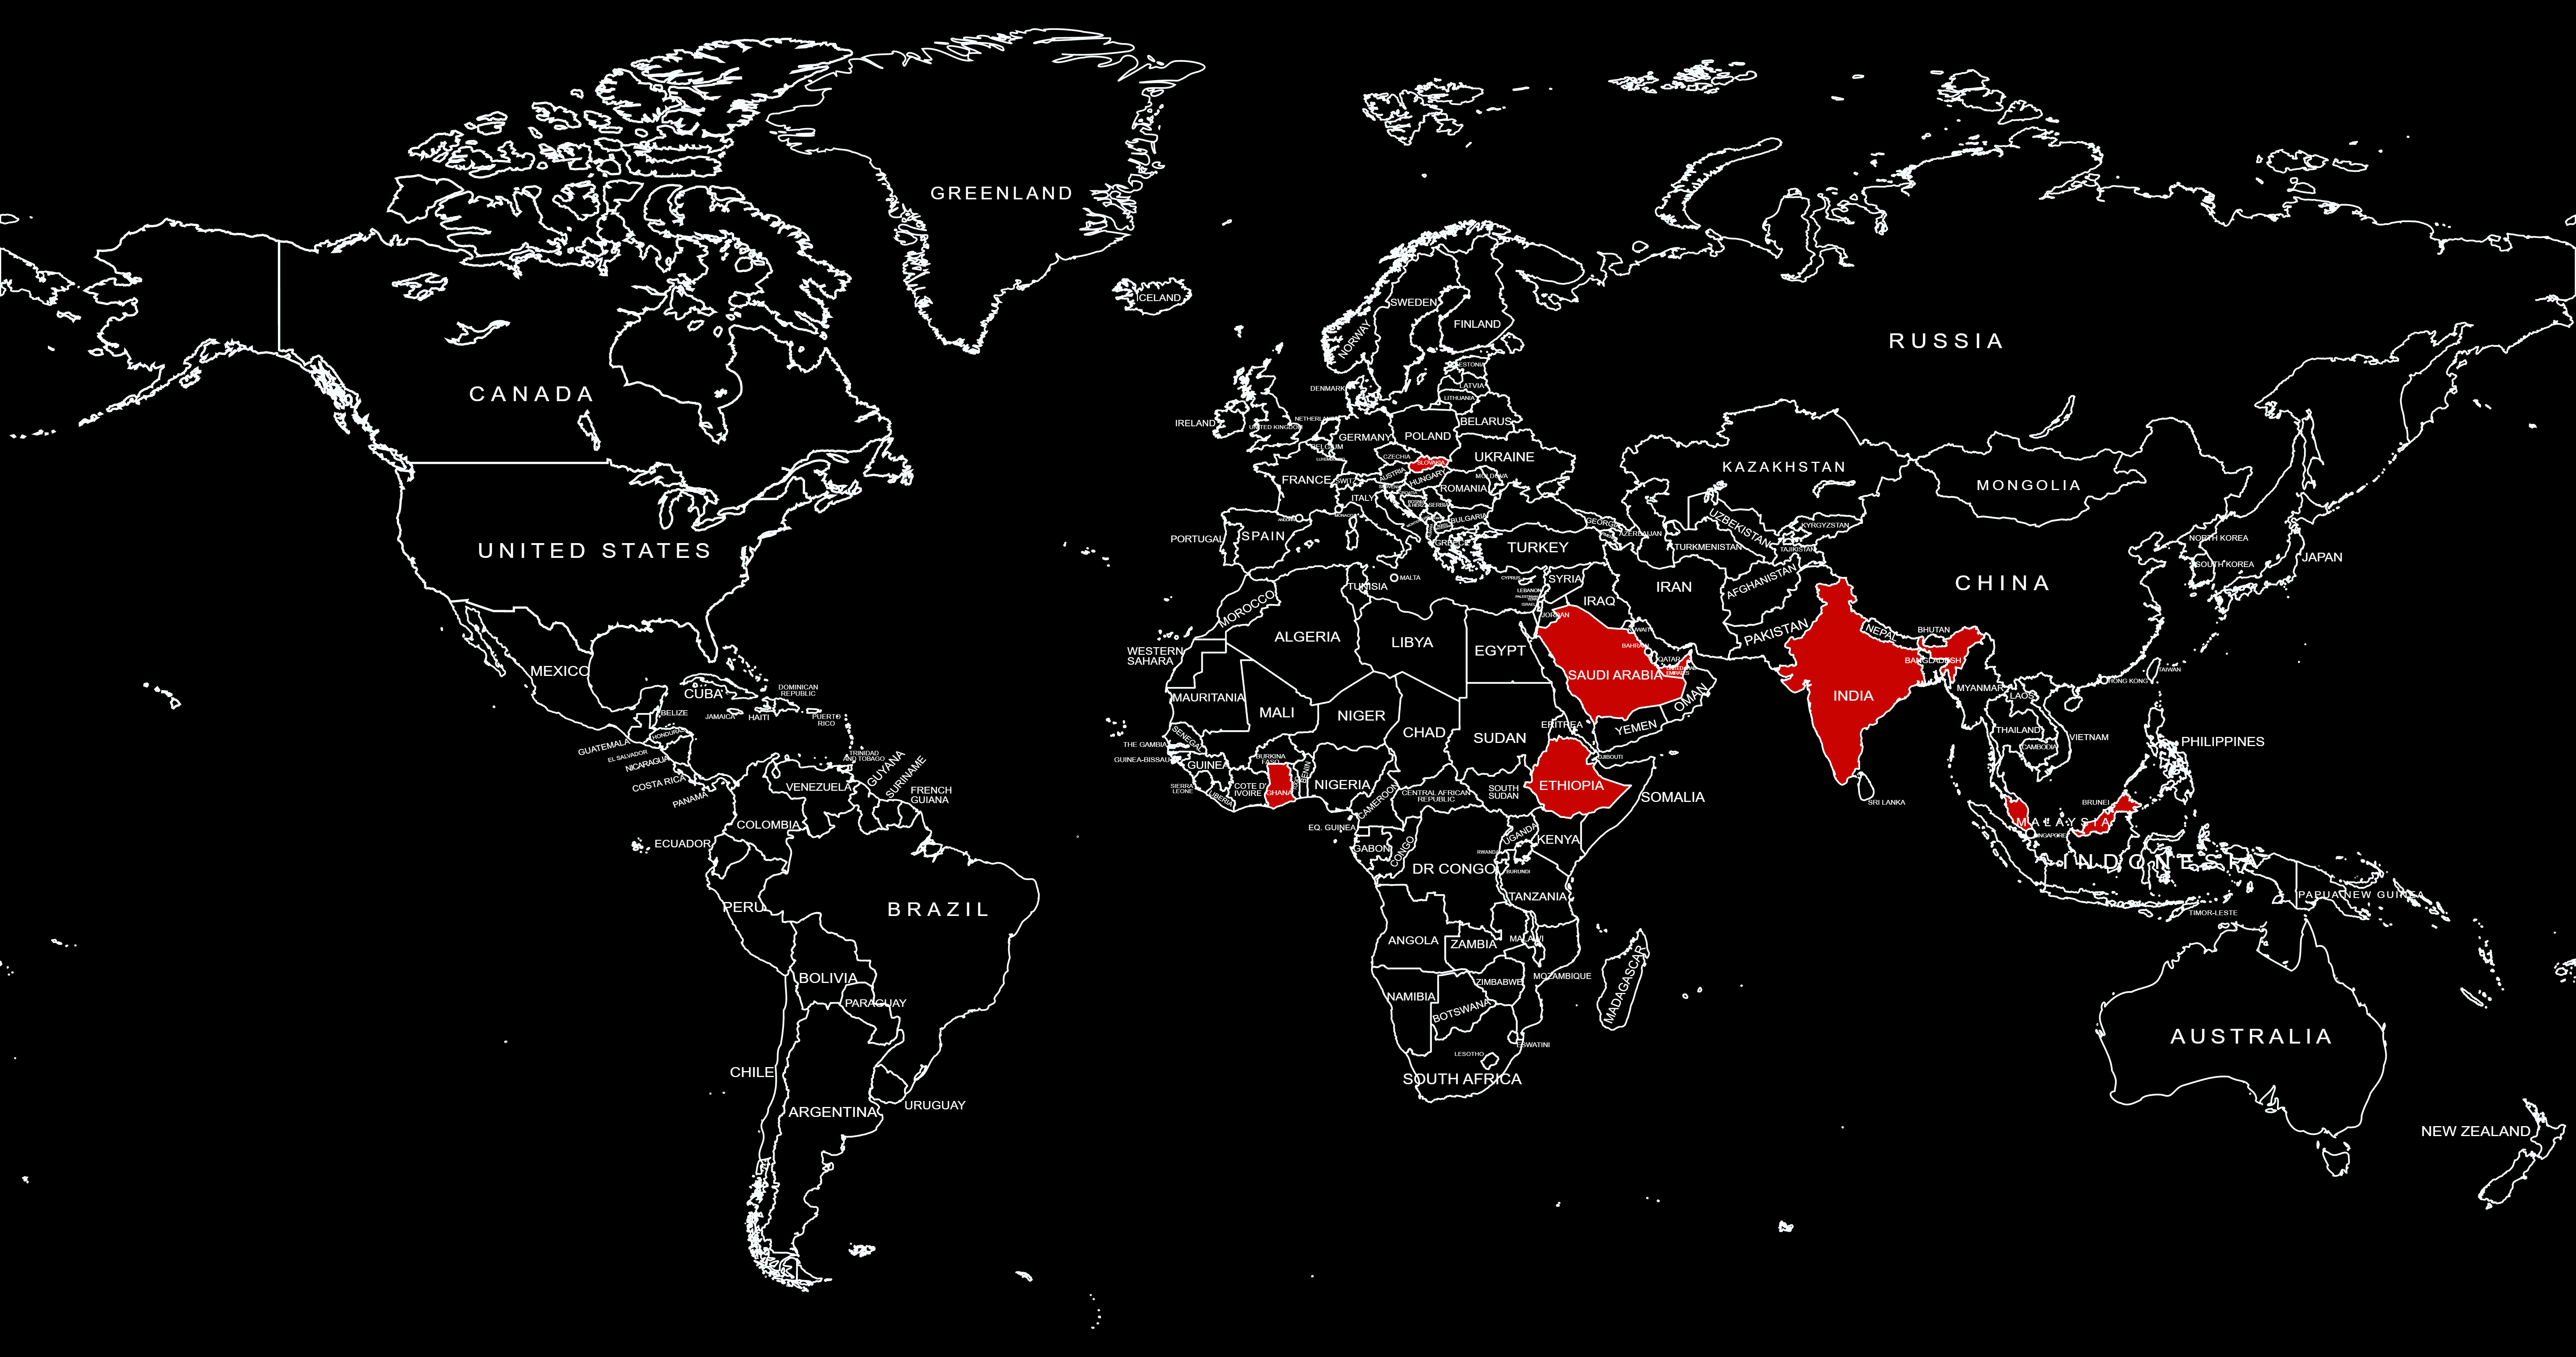 GREENLAND
ICELAND
SWEDEN
FINLAND
NORWAY
RUSSIA
ESTONIA
LATVIA
LITHUANIA
DENMARK
CANADA
IRELAND
UNITED KINGDOM
BELGIUM
GERMANY
POLAND
BELARUS
CZECHIA
SLOVAKIA
UKRAINE
KAZAKHSTAN
MONGOLIA
FRANCE
AUSTRIA
HUNGARY
MOLDOVA
ROMANIA
ITALY
BULGARIA
MONACO
UNITED STATES
PORTUGAL
SPAIN
TURKEY
AZERBAIJAN
UZBEKISTAN
KYRGYZSTAN
TURKMENISTAN
TAJIKISTAN
NORTH KOREA
SOUTH KOREA
JAPAN
TUNISIA
MALTA
CYPRUS
SYRIA
LEBANON
ISRAEL
IRAQ
IRAN
AFGHANISTAN
CHINA
MOROCCO
ALGERIA
LIBYA
EGYPT
JORDAN
KUWAIT
PAKISTAN
NEPAL
BHUTAN
WESTERN
SAHARA
BAHRAIN
QATAR
UNITED ARAB
EMIRATES
SAUDI ARABIA
BANGLADESH
INDIA
TAIWAN
HONG KONG
MEXICO
CUBA
DOMINICAN
REPUBLIC
BELIZE
JAMAICA
HAITI
PUERTO
RICO
GUATEMALA
HONDURAS
EL SALVADOR
NICARAGUA
COSTA RICA
PANAMA
TRINIDAD
AND TOBAGO
MAURITANIA
MALI
NIGER
CHAD
SUDAN
ERITREA
YEMEN
OMAN
MYANMAR
LAOS
THAILAND
CAMBODIA
VIETNAM
PHILIPPINES
SENEGAL
THE GAMBIA
GUINEA-BISSAU
GUINEA
SIERRA
LEONE
LIBERIA
COTE D'
IVOIRE
BURKINA
FASO
GHANA
BENIN
NIGERIA
CAMEROON
CENTRAL AFRICAN
REPUBLIC
SOUTH
SUDAN
ETHIOPIA
DJIBOUTI
SOMALIA
SRI LANKA
BRUNEI
MALAYSIA
SINGAPORE
INDONESIA
PAPUA NEW GUINEA
TIMOR-LESTE
VENEZUELA
GUYANA
SURINAME
FRENCH
GUIANA
COLOMBIA
ECUADOR
PERU
BRAZIL
EQ. GUINEA
GABON
CONGO
DR CONGO
UGANDA
KENYA
RWANDA
BURUNDI
TANZANIA
ANGOLA
ZAMBIA
MALAWI
MOZAMBIQUE
ZIMBABWE
MADAGASCAR
NAMIBIA
BOTSWANA
ESWATINI
LESOTHO
SOUTH AFRICA
BOLIVIA
PARAGUAY
CHILE
ARGENTINA
URUGUAY
AUSTRALIA
NEW ZEALAND